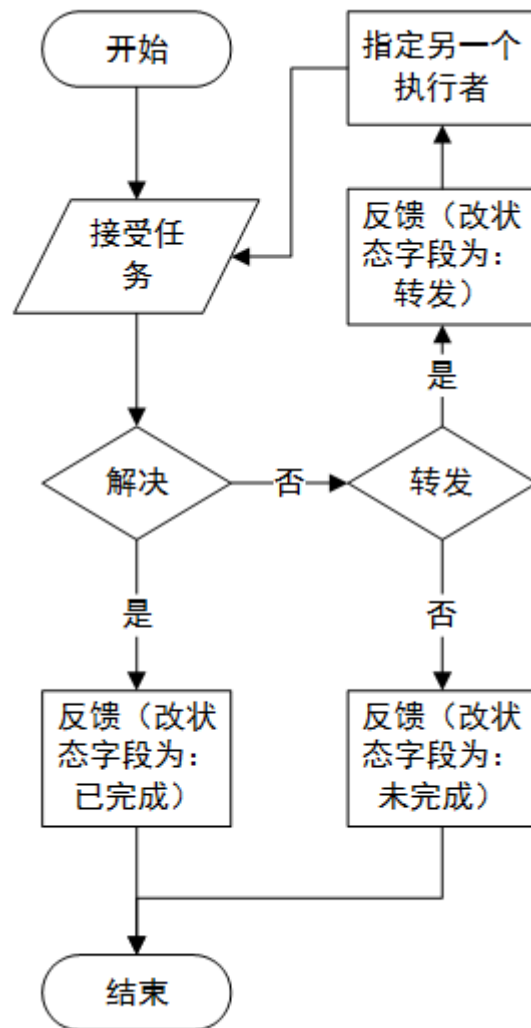 开始
指定另一个
执行者
接受任
务
反馈（改状
态字段为：
转发）
是
解决
否
转发
是
否
反馈（改状
态字段为：
已完成）
反馈（改状
态字段为：
未完成）
结束